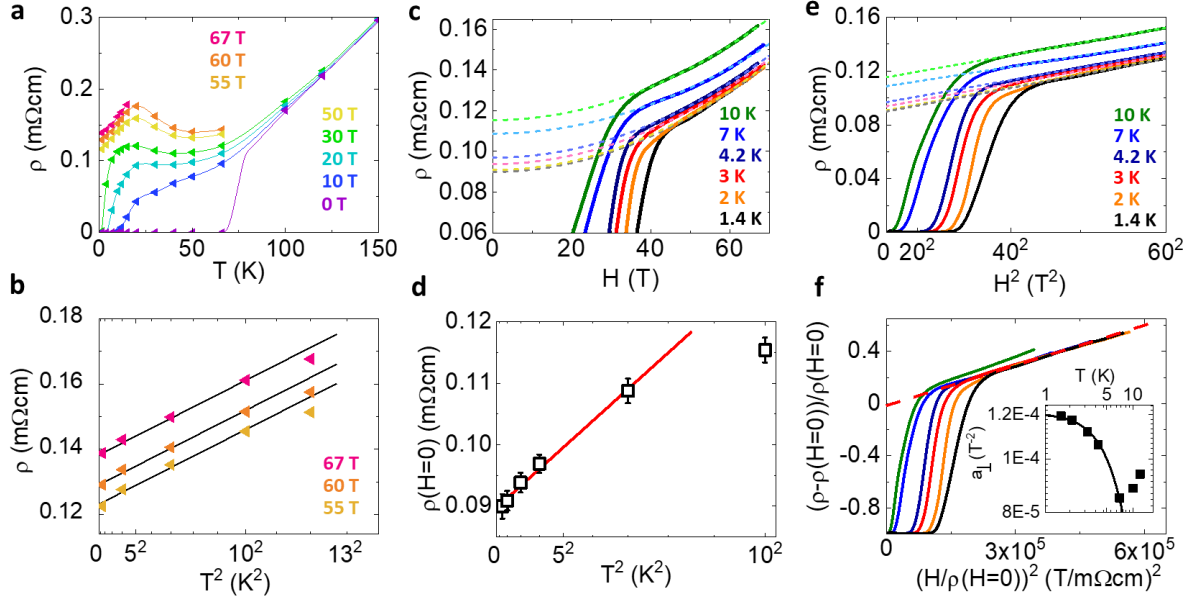 a
ρ (mΩcm)
0.3
0.2
0.1
0
67 T
60 T
55 T
50 T
30 T
20 T
10 T
0 T
0 50 100 150
T (K)
b
ρ (mΩcm)
0.18
0.16
0.14
0.12
67 T
60 T
55 T
0 5² 10² 13²
T² (K²)
c
ρ (mΩcm)
0.16
0.14
0.12
0.10
0.08
0.06
10 K
7 K
4.2 K
3 K
2 K
1.4 K
0 20 40 60
H (T)
d
ρ(H=0) (mΩcm)
0.12
0.11
0.10
0.09
0 5² 10²
T² (K²)
e
ρ (mΩcm)
0.16
0.12
0.08
0.04
0
10 K
7 K
4.2 K
3 K
2 K
1.4 K
0 20² 40² 60²
H² (T²)
f
(ρ-ρ(H=0))/ρ(H=0)
0.4
0
-0.4
-0.8
T (K)
1 5 10
a⊥(T⁻²)
1.2E-4
1E-4
8E-5
0 3x10⁵ 6x10⁵
(H/ρ(H=0))² (T/mΩcm)²